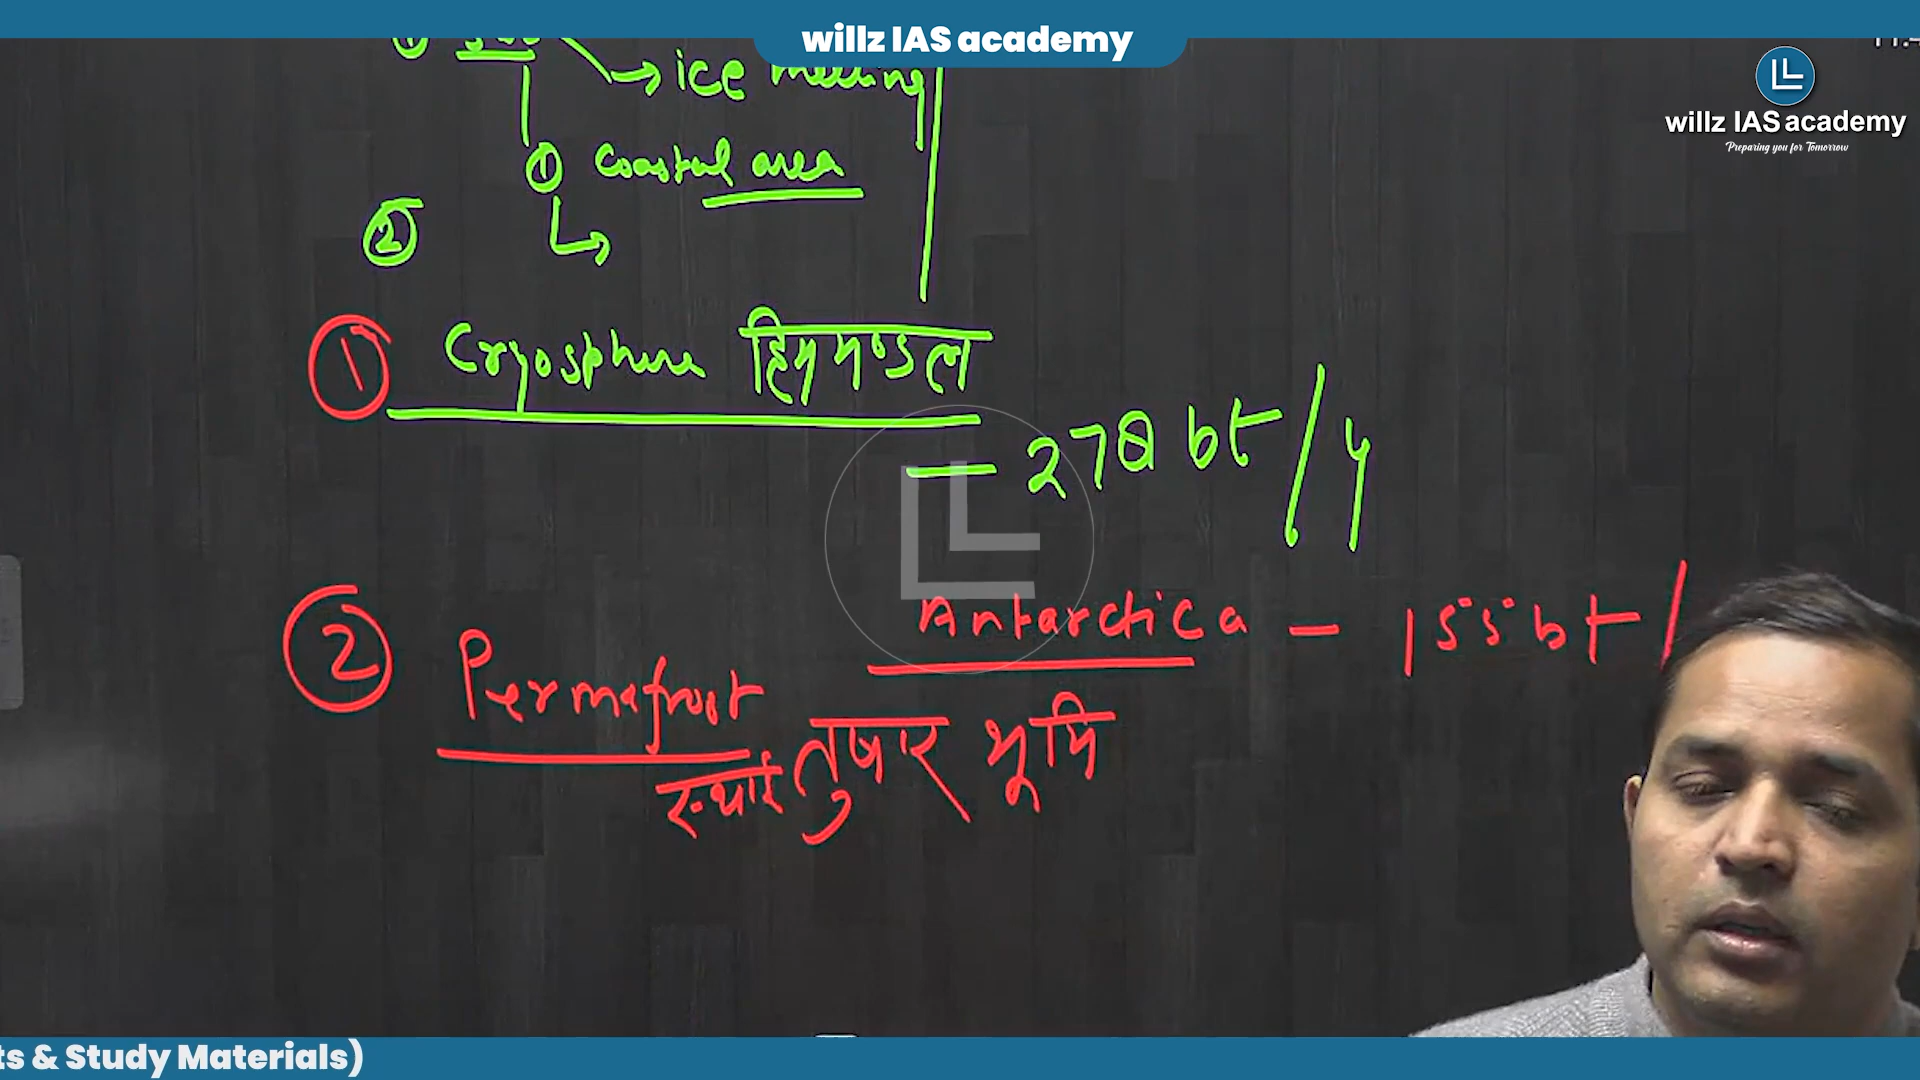 willz IAS academy
willz IAS academy
Preparing you for Tomorrow
→ ice melting
① coastal area
②
① Cryosphere हिममण्डल
— 278 bt/y
Antarctica – 155 bt/
② Permafrost
स्थाई तुषार भूमि
ts & Study Materials)